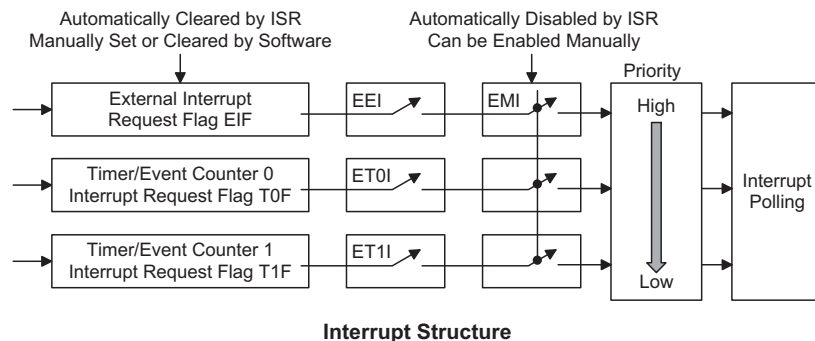 Automatically Cleared by ISR
Manually Set or Cleared by Software
Automatically Disabled by ISR
Can be Enabled Manually
Priority
External Interrupt
Request Flag EIF
EEI
EMI
High
Timer/Event Counter 0
Interrupt Request Flag T0F
ET0I
Interrupt
Polling
Timer/Event Counter 1
Interrupt Request Flag T1F
ET1I
Low
Interrupt Structure